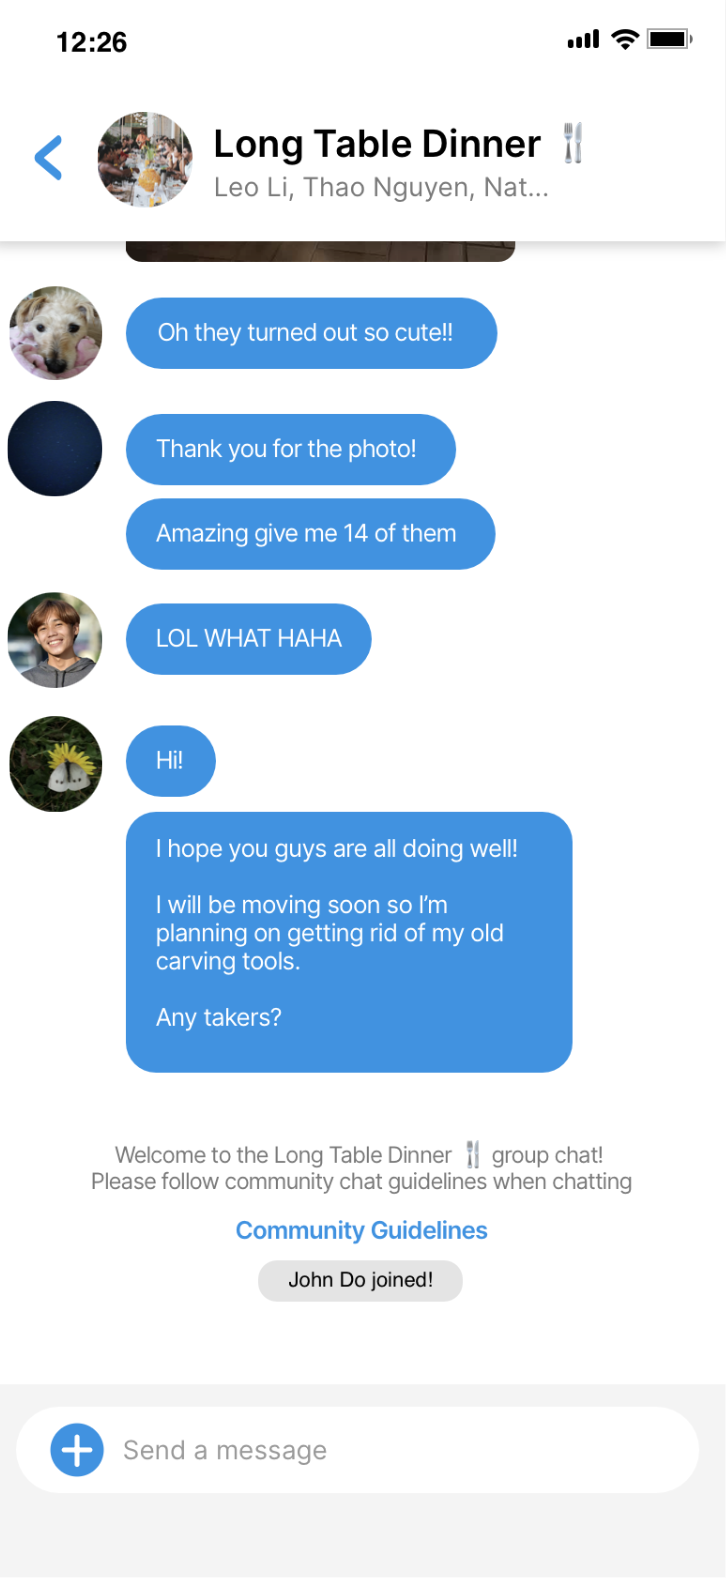 12:26
Long Table Dinner 🍴
Leo Li, Thao Nguyen, Nat...
Oh they turned out so cute!!
Thank you for the photo!
Amazing give me 14 of them
LOL WHAT HAHA
Hi!
I hope you guys are all doing well!
I will be moving soon so I'm
planning on getting rid of my old
carving tools.
Any takers?
Welcome to the Long Table Dinner 🍴 group chat!
Please follow community chat guidelines when chatting
Community Guidelines
John Do joined!
Send a message